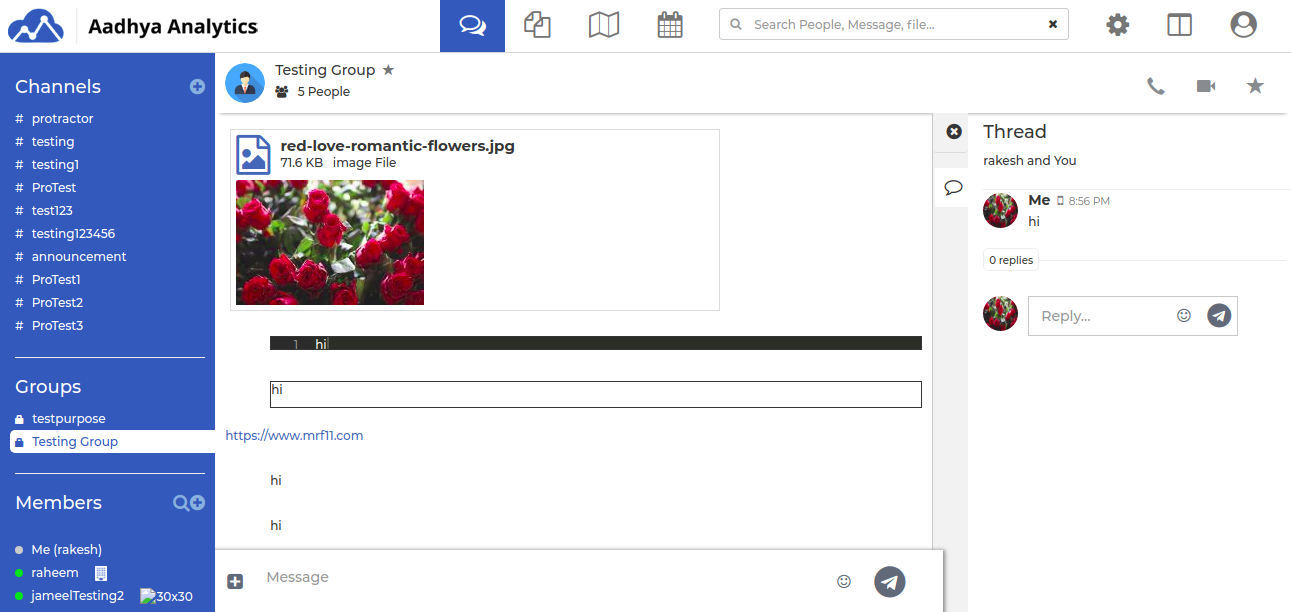 Aadhya Analytics
Search People, Message, file...
Channels
# protractor
# testing
# testing1
# ProTest
# test123
# testing123456
# announcement
# ProTest1
# ProTest2
# ProTest3
Groups
testpurpose
Testing Group
Members
Me (rakesh)
raheem
jameelTesting2 30x30
Testing Group
5 People
red-love-romantic-flowers.jpg
71.6 KB image File
1 hi
hi
https://www.mrf11.com
hi
hi
Message
Thread
rakesh and You
Me 8:56 PM
hi
0 replies
Reply...